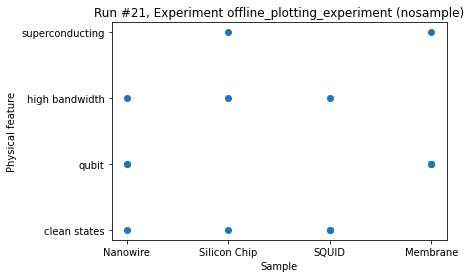 Run #21, Experiment offline_plotting_experiment (nosample)
superconducting
high bandwidth
qubit
clean states
Physical feature
Nanowire Silicon Chip SQUID Membrane
Sample